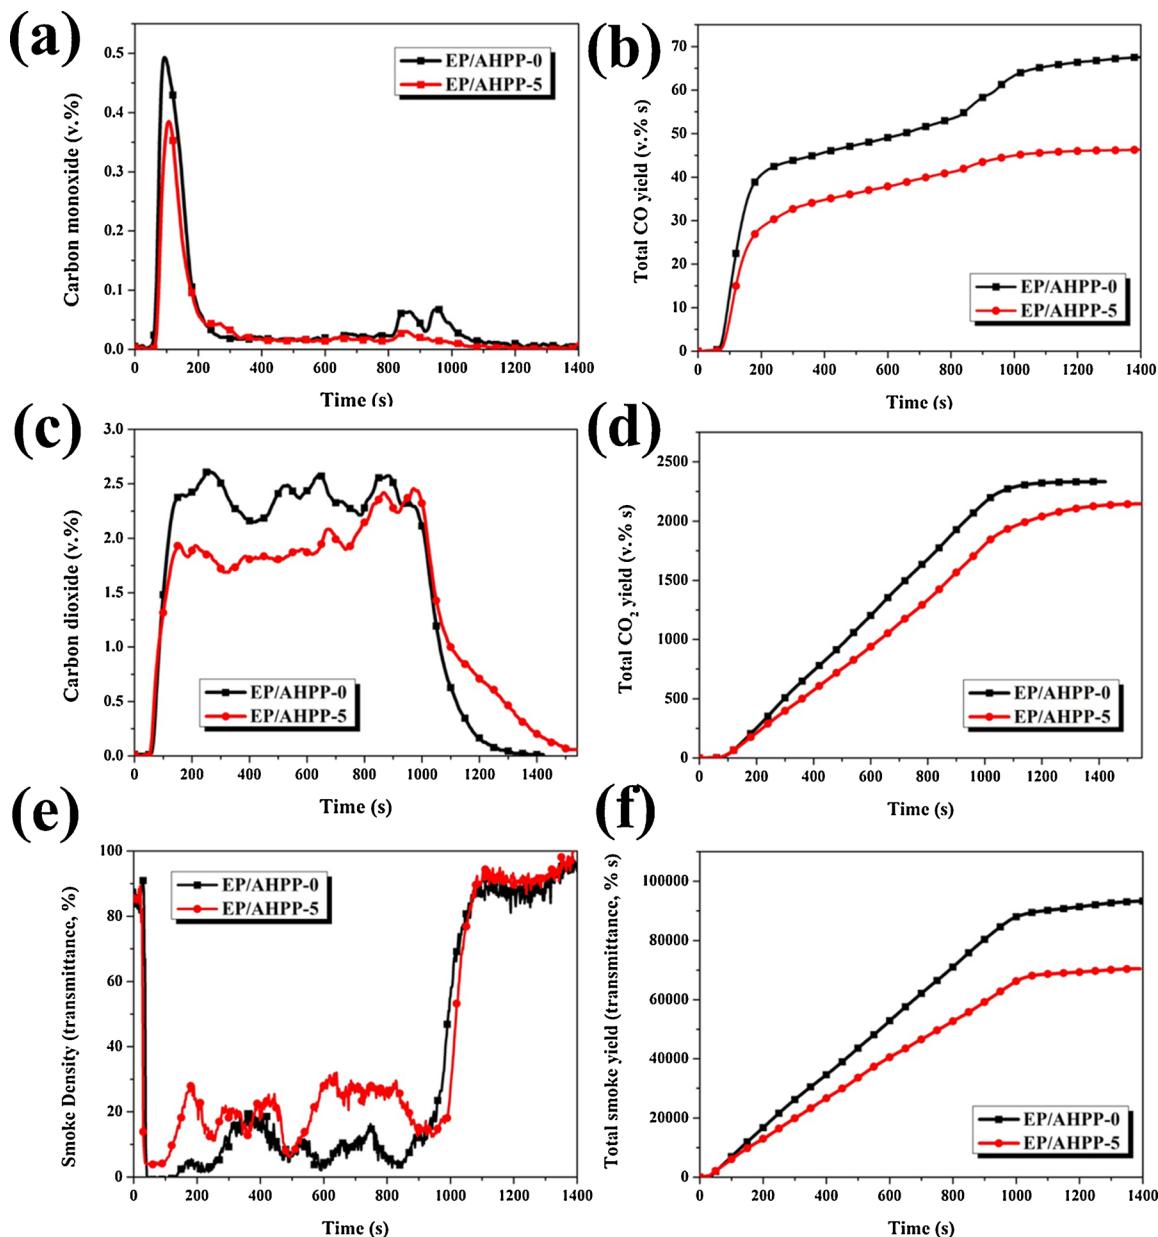 (a)
Carbon monoxide (v.%)
0.5
0.4
0.3
0.2
0.1
0.0
EP/AHPP-0
EP/AHPP-5
0 200 400 600 800 1000 1200 1400
Time (s)
(b)
Total CO yield (v.% s)
70
60
50
40
30
20
10
0
EP/AHPP-0
EP/AHPP-5
0 200 400 600 800 1000 1200 1400
Time (s)
(c)
Carbon dioxide (v.%)
3.0
2.5
2.0
1.5
1.0
0.5
0.0
EP/AHPP-0
EP/AHPP-5
0 200 400 600 800 1000 1200 1400
Time (s)
(d)
Total CO₂ yield (v.% s)
2500
2000
1500
1000
500
0
EP/AHPP-0
EP/AHPP-5
0 200 400 600 800 1000 1200 1400
Time (s)
(e)
Smoke Density (transmittance, %)
100
80
60
40
20
0
EP/AHPP-0
EP/AHPP-5
0 200 400 600 800 1000 1200 1400
Time (s)
(f)
Total smoke yield (transmittance, % s)
100000
80000
60000
40000
20000
0
EP/AHPP-0
EP/AHPP-5
0 200 400 600 800 1000 1200 1400
Time (s)